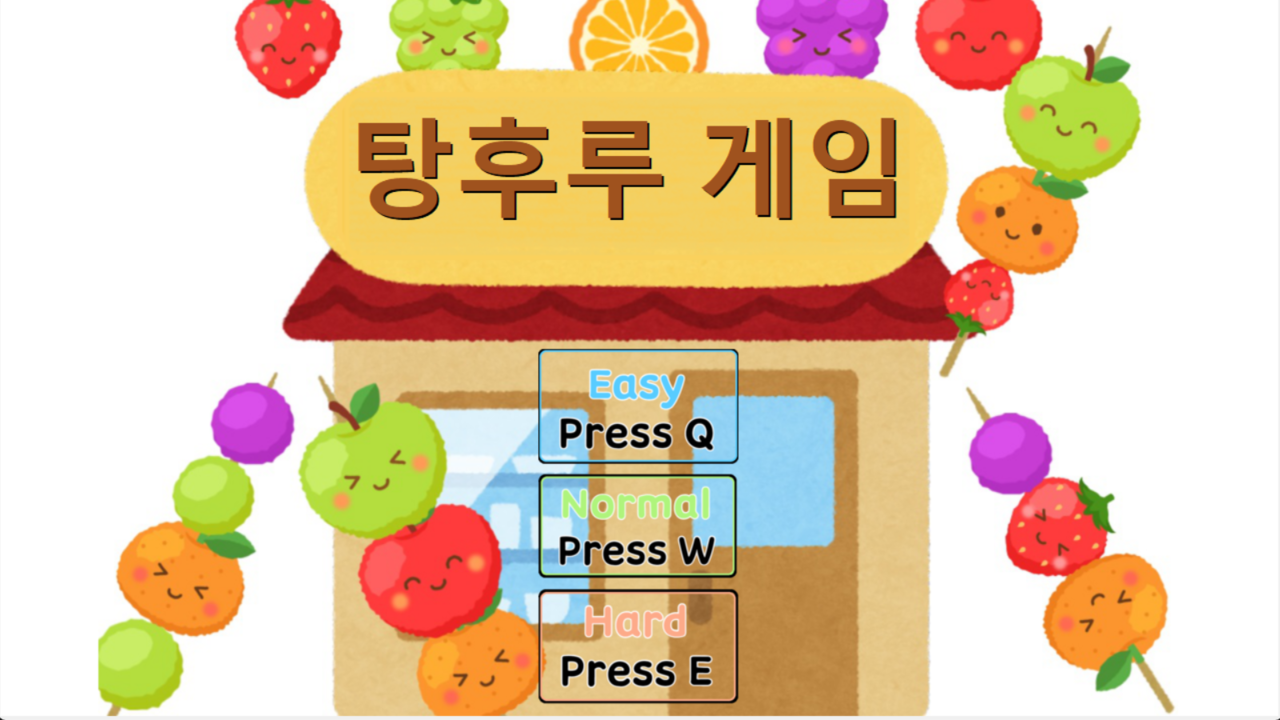 탕후루 게임
Easy
Press Q
Normal
Press W
Hard
Press E